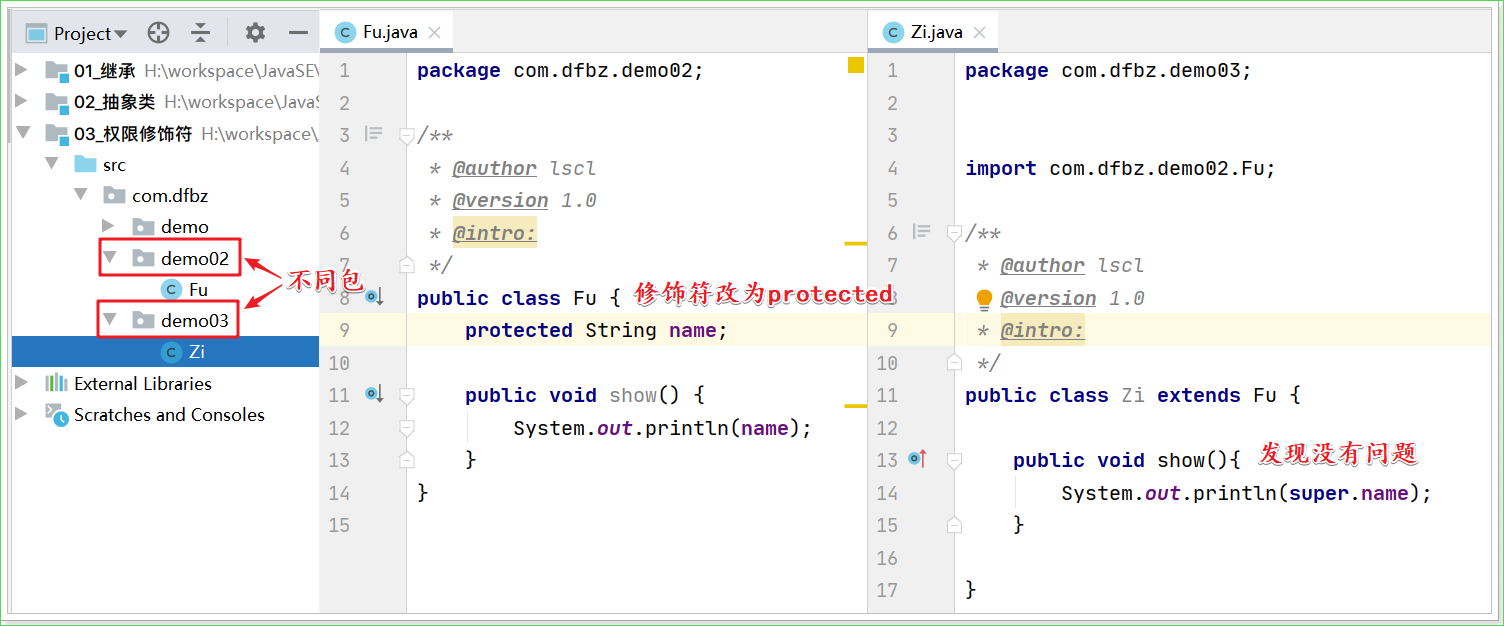 Project
01_继承 H:\workspace\JavaSE\
02_抽象类 H:\workspace\JavaS
03_权限修饰符 H:\workspace\
src
com.dfbz
demo
demo02
Fu
demo03
Zi
External Libraries
Scratches and Consoles
不同包
Fu.java
1 package com.dfbz.demo02;
2
3 /**
4 * @author lscl
5 * @version 1.0
6 * @intro:
7 */
8 public class Fu { 修饰符改为protected
9 protected String name;
10
11 public void show() {
12 System.out.println(name);
13 }
14 }
15
Zi.java
1 package com.dfbz.demo03;
2
3
4 import com.dfbz.demo02.Fu;
5
6 /**
7 * @author lscl
8 * @version 1.0
9 * @intro:
10 */
11 public class Zi extends Fu {
12
13 public void show(){ 发现没有问题
14 System.out.println(super.name);
15 }
16
17 }